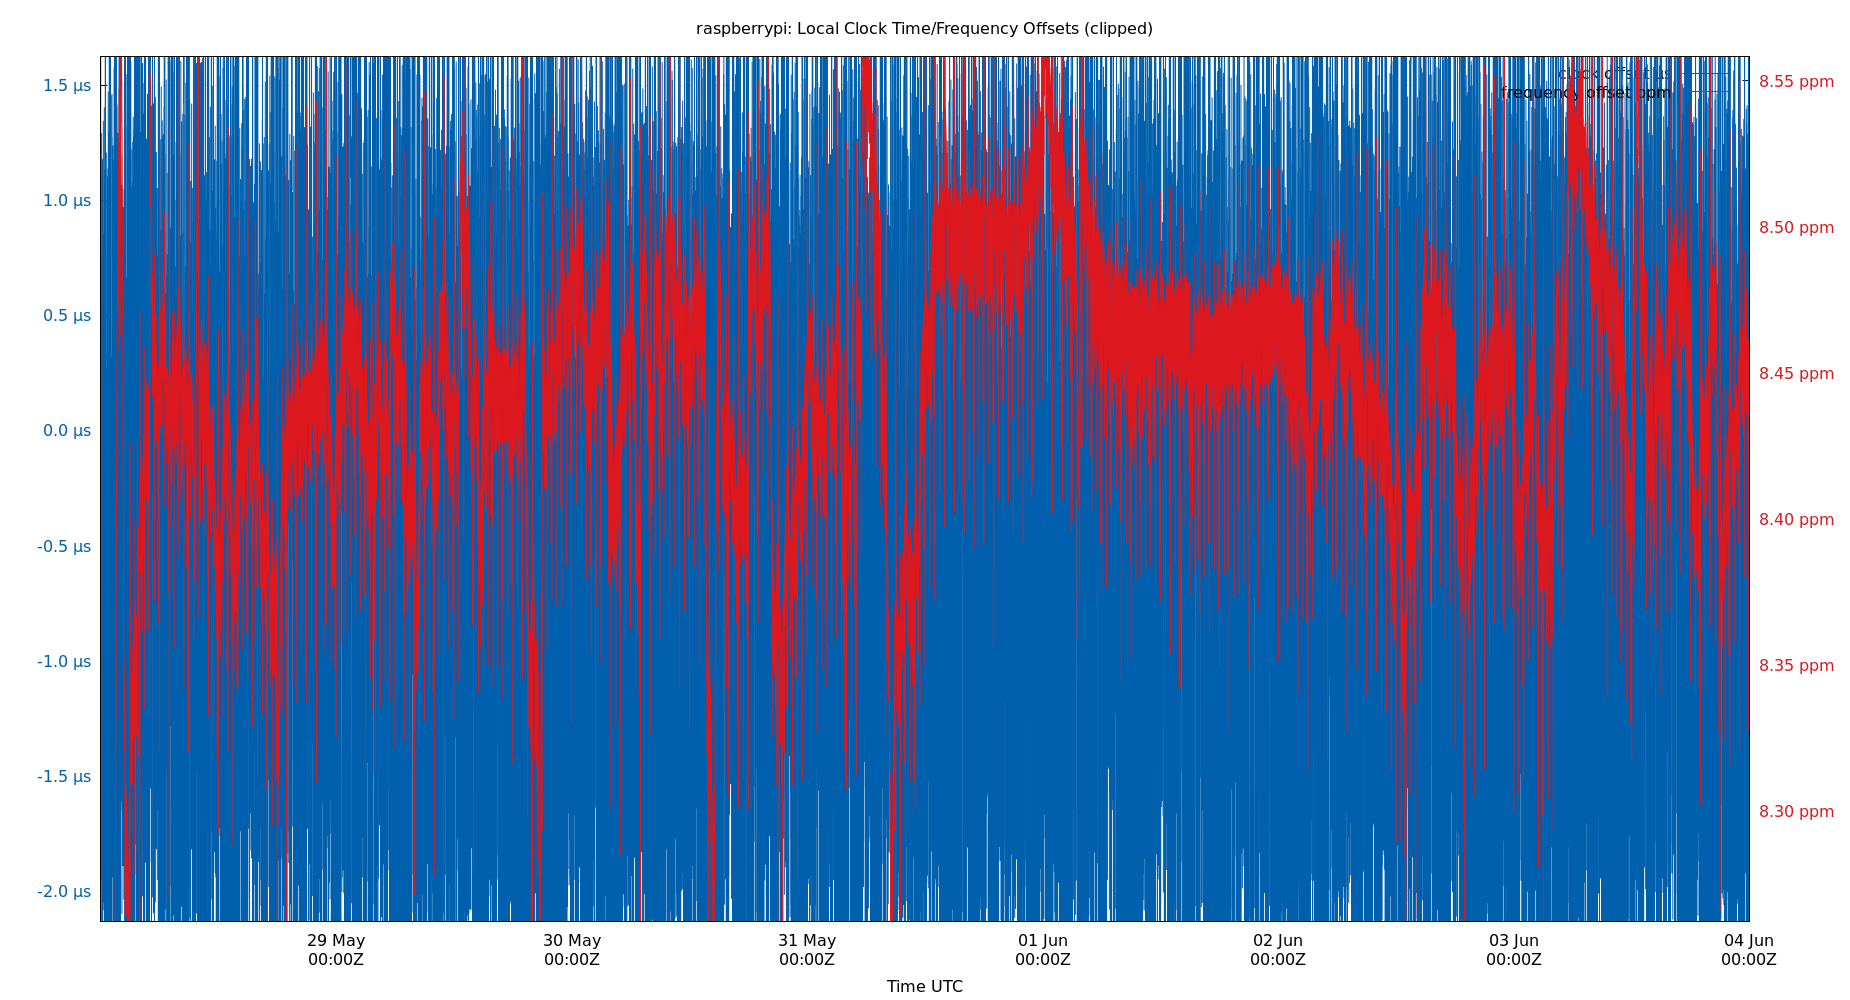 raspberrypi: Local Clock Time/Frequency Offsets (clipped)
clock offset µs
frequency offset ppm
1.5 µs
1.0 µs
0.5 µs
0.0 µs
-0.5 µs
-1.0 µs
-1.5 µs
-2.0 µs
8.55 ppm
8.50 ppm
8.45 ppm
8.40 ppm
8.35 ppm
8.30 ppm
29 May 30 May 31 May 01 Jun 02 Jun 03 Jun 04 Jun
00:00Z 00:00Z 00:00Z 00:00Z 00:00Z 00:00Z 00:00Z
Time UTC